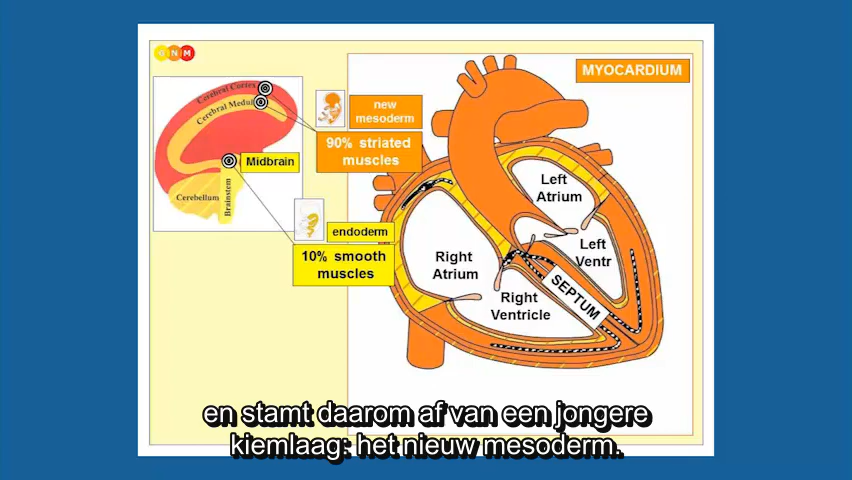 GNM
MYOCARDIUM
Cerebral Cortex
Cerebral Medulla
new
mesoderm
90% striated
muscles
Midbrain
Cerebellum
Brainstem
endoderm
10% smooth
muscles
Left
Atrium
Left
Ventr
Right
Atrium
Right
Ventricle
SEPTUM
en stamt daarom af van een jongere
kiemlaag: het nieuw mesoderm.